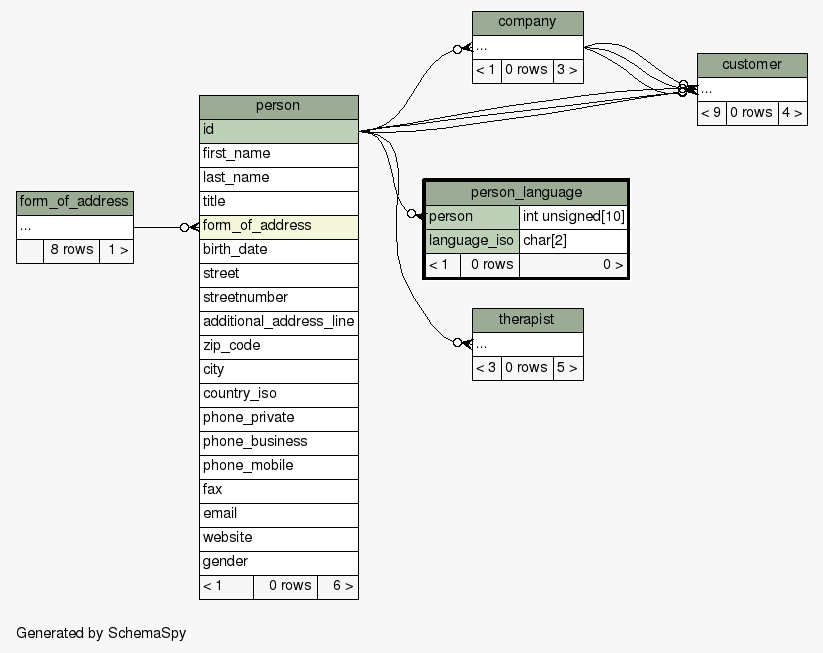 company
...
< 1 0 rows 3 >
customer
...
< 9 0 rows 4 >
person
id
first_name
last_name
title
form_of_address
birth_date
street
streetnumber
additional_address_line
zip_code
city
country_iso
phone_private
phone_business
phone_mobile
fax
email
website
gender
< 1 0 rows 6 >
form_of_address
...
8 rows 1 >
person_language
person int unsigned[10]
language_iso char[2]
< 1 0 rows 0 >
therapist
...
< 3 0 rows 5 >
Generated by SchemaSpy